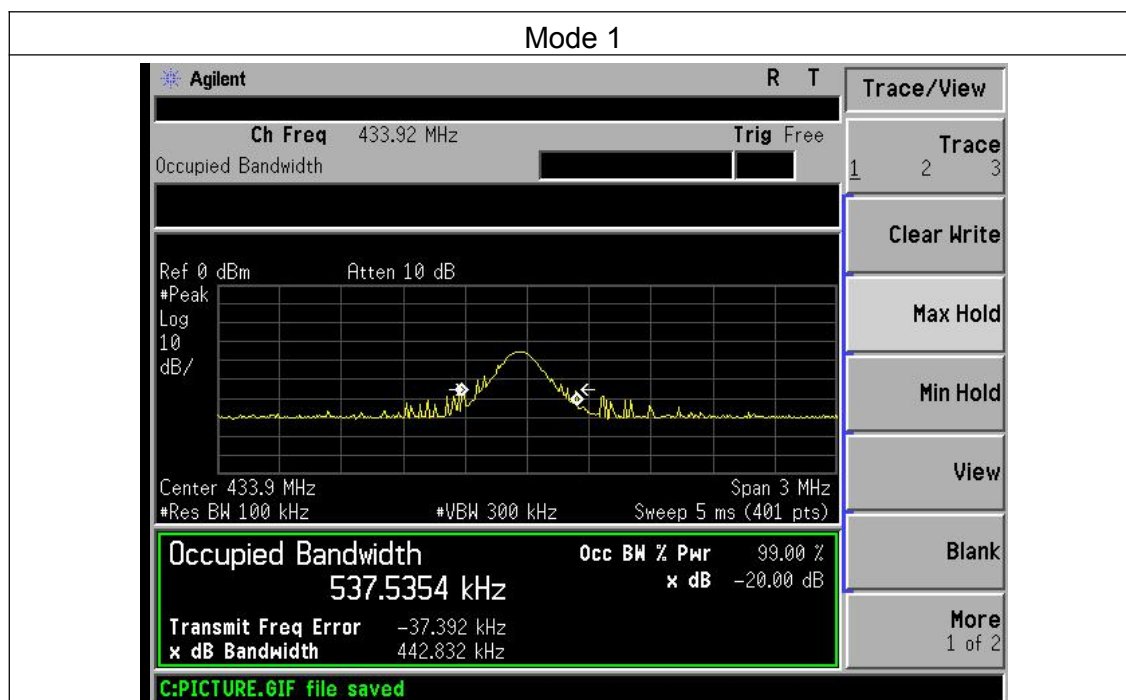 Mode 1
Agilent R T
Ch Freq 433.92 MHz Trig Free
Occupied Bandwidth
Ref 0 dBm Atten 10 dB
#Peak
Log
10
dB/
Center 433.9 MHz Span 3 MHz
#Res BW 100 kHz #VBW 300 kHz Sweep 5 ms (401 pts)
Occupied Bandwidth Occ BW % Pwr 99.00 %
537.5354 kHz x dB -20.00 dB
Transmit Freq Error -37.392 kHz
x dB Bandwidth 442.832 kHz
C:PICTURE.GIF file saved
Trace/View
Trace
1 2 3
Clear Write
Max Hold
Min Hold
View
Blank
More
1 of 2